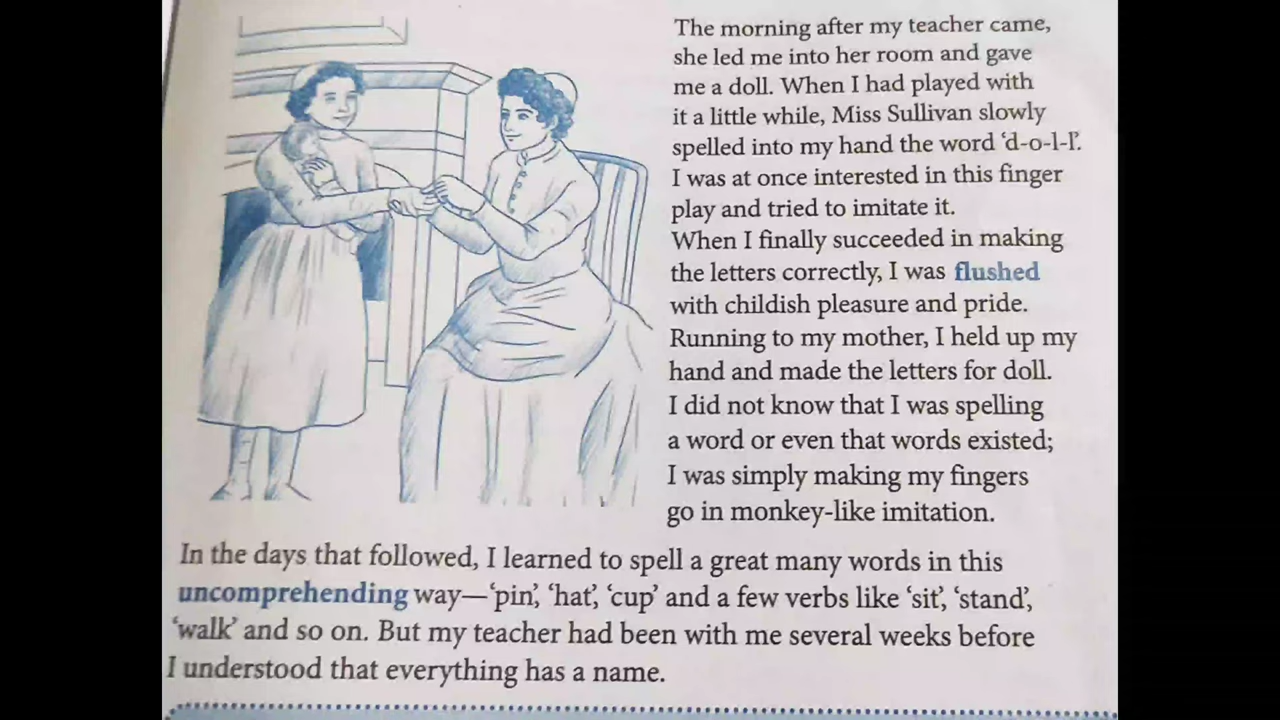 The morning after my teacher came,
she led me into her room and gave
me a doll. When I had played with
it a little while, Miss Sullivan slowly
spelled into my hand the word ‘d-o-l-l’.
I was at once interested in this finger
play and tried to imitate it.
When I finally succeeded in making
the letters correctly, I was flushed
with childish pleasure and pride.
Running to my mother, I held up my
hand and made the letters for doll.
I did not know that I was spelling
a word or even that words existed;
I was simply making my fingers
go in monkey-like imitation.
In the days that followed, I learned to spell a great many words in this
uncomprehending way—‘pin’, ‘hat’, ‘cup’ and a few verbs like ‘sit’, ‘stand’,
‘walk’ and so on. But my teacher had been with me several weeks before
I understood that everything has a name.